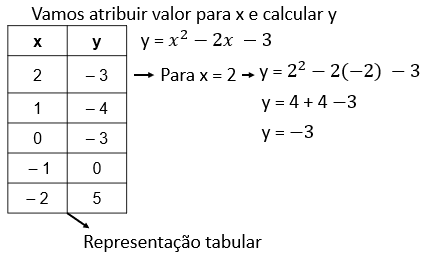 Vamos atribuir valor para x e calcular y
x y y = x² − 2x − 3
2 – 3 Para x = 2 y = 2² − 2(−2) − 3
1 – 4 y = 4 + 4 −3
0 – 3 y = −3
– 1 0
– 2 5
Representação tabular